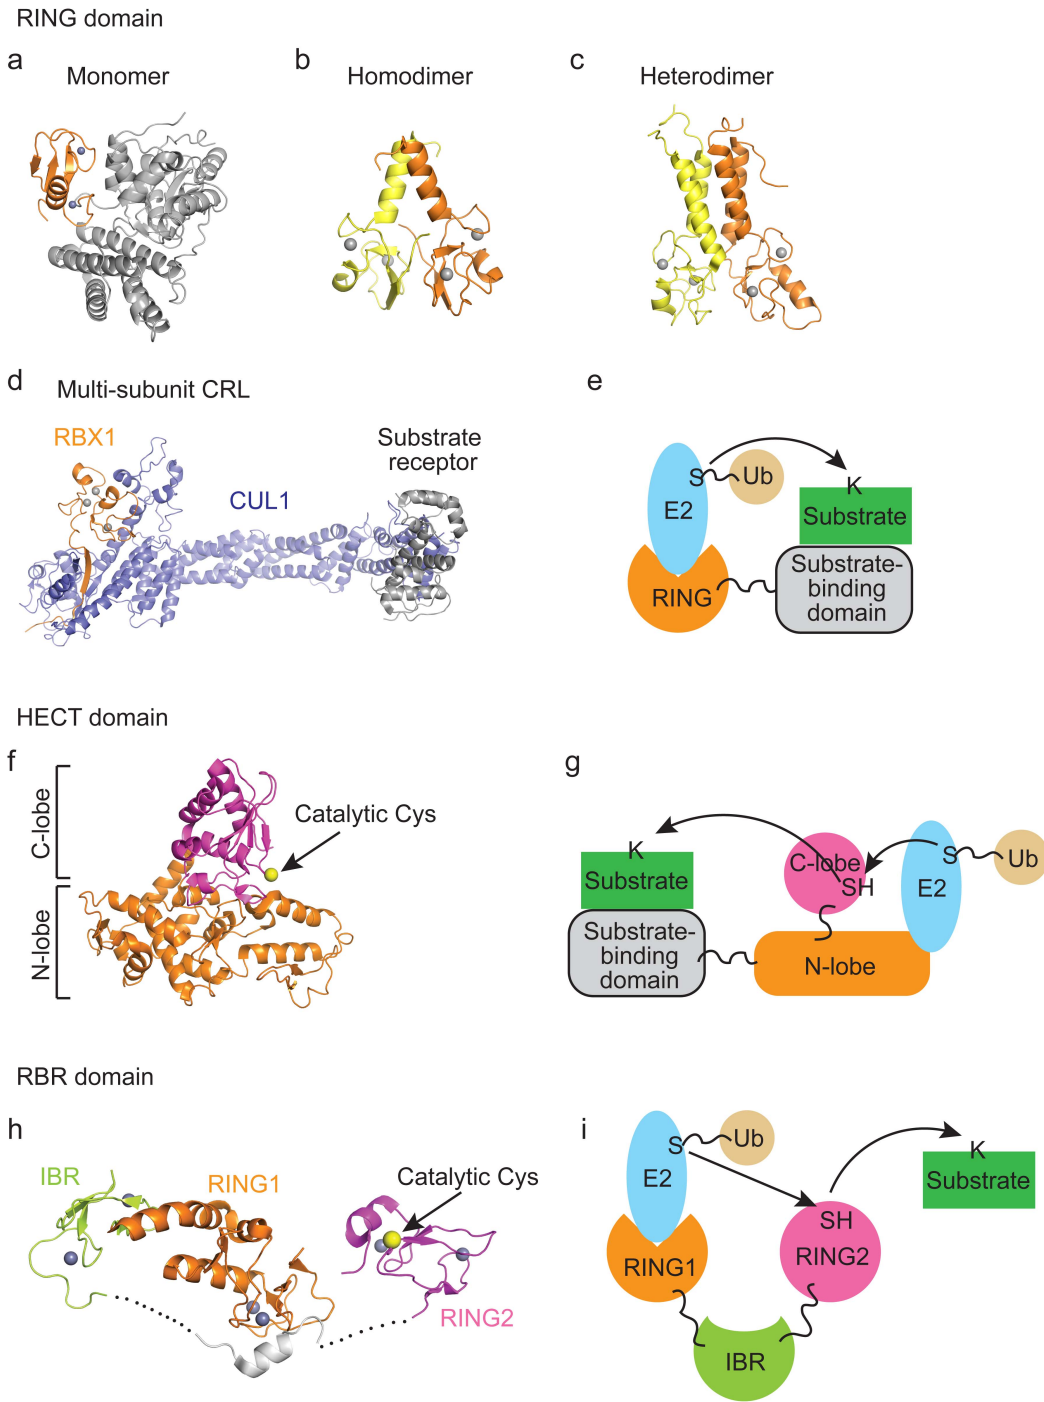 RING domain
a
Monomer
b
Homodimer
c
Heterodimer
d
Multi-subunit CRL
RBX1
CUL1
Substrate
receptor
e
S
Ub
E2
RING
K
Substrate
Substrate-
binding
domain
HECT domain
f
C-lobe
N-lobe
Catalytic Cys
g
K
Substrate
Substrate-
binding
domain
C-lobe
SH
S
Ub
E2
N-lobe
RBR domain
h
IBR
RING1
Catalytic Cys
RING2
i
S
Ub
E2
RING1
SH
RING2
IBR
K
Substrate